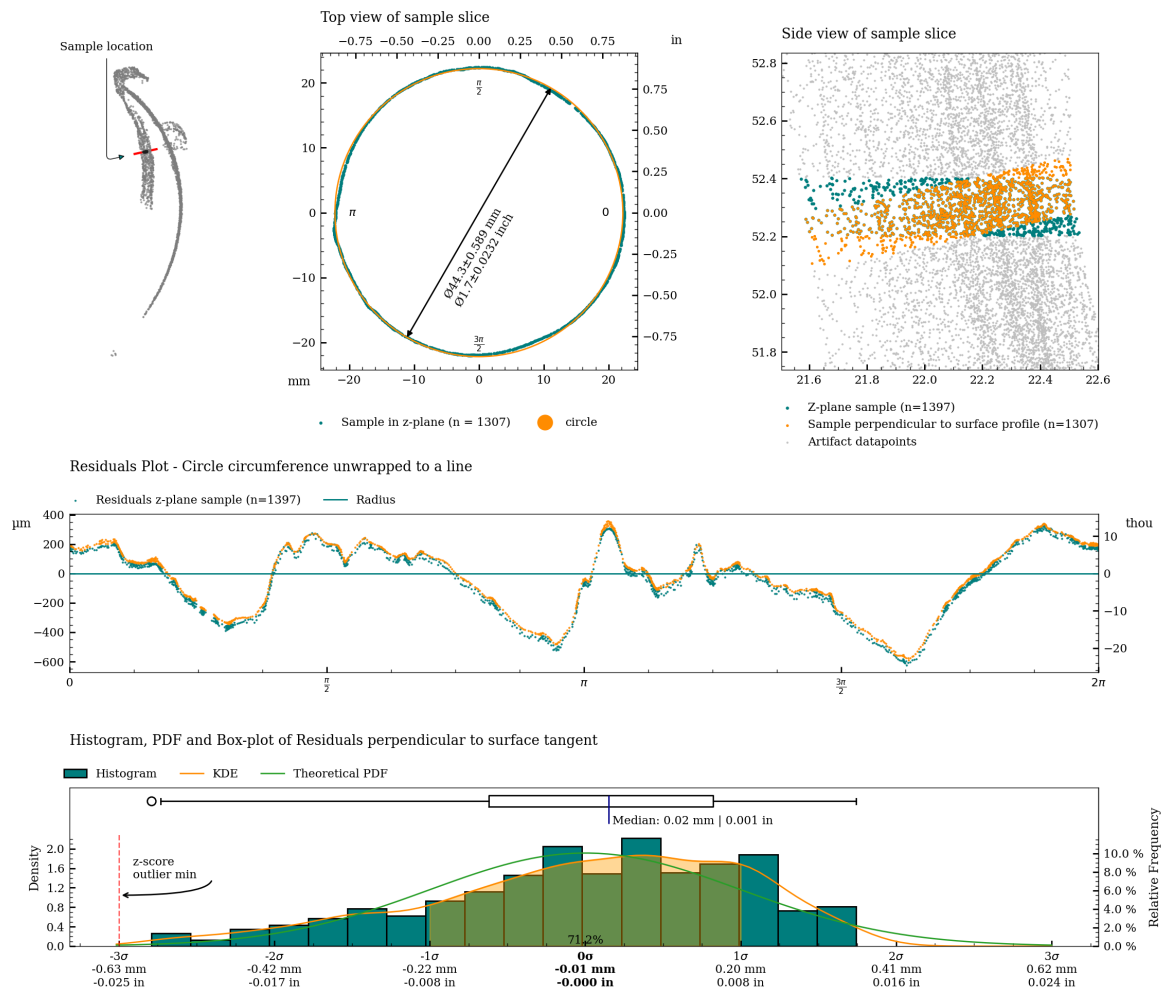 Top view of sample slice
Sample location
−0.75 −0.50 −0.25 0.00 0.25 0.50 0.75 in
Side view of sample slice
20
10
0
−10
−20
mm
−20 −10 0 10 20
0.75
0.50
0.25
0.00
−0.25
−0.50
−0.75
π/2
π
0
3π/2
Ø44.3±0.589 mm
Ø1.7±0.0232 inch
Sample in z-plane (n = 1307)
circle
52.8
52.6
52.4
52.2
52.0
51.8
21.6 21.8 22.0 22.2 22.4 22.6
Z-plane sample (n=1397)
Sample perpendicular to surface profile (n=1307)
Artifact datapoints
Residuals Plot - Circle circumference unwrapped to a line
Residuals z-plane sample (n=1397) Radius
µm
400
200
0
−200
−400
−600
thou
10
0
−10
−20
0 π/2 π 3π/2 2π
Histogram, PDF and Box-plot of Residuals perpendicular to surface tangent
Histogram KDE Theoretical PDF
Median: 0.02 mm | 0.001 in
Density
2.0
1.6
1.2
0.8
0.4
0.0
z-score
outlier min
71.2%
10.0 %
8.0 %
6.0 %
4.0 %
2.0 %
0.0 %
Relative Frequency
-3σ -2σ -1σ 0σ 1σ 2σ 3σ
-0.63 mm -0.42 mm -0.22 mm -0.01 mm 0.20 mm 0.41 mm 0.62 mm
-0.025 in -0.017 in -0.008 in -0.000 in 0.008 in 0.016 in 0.024 in